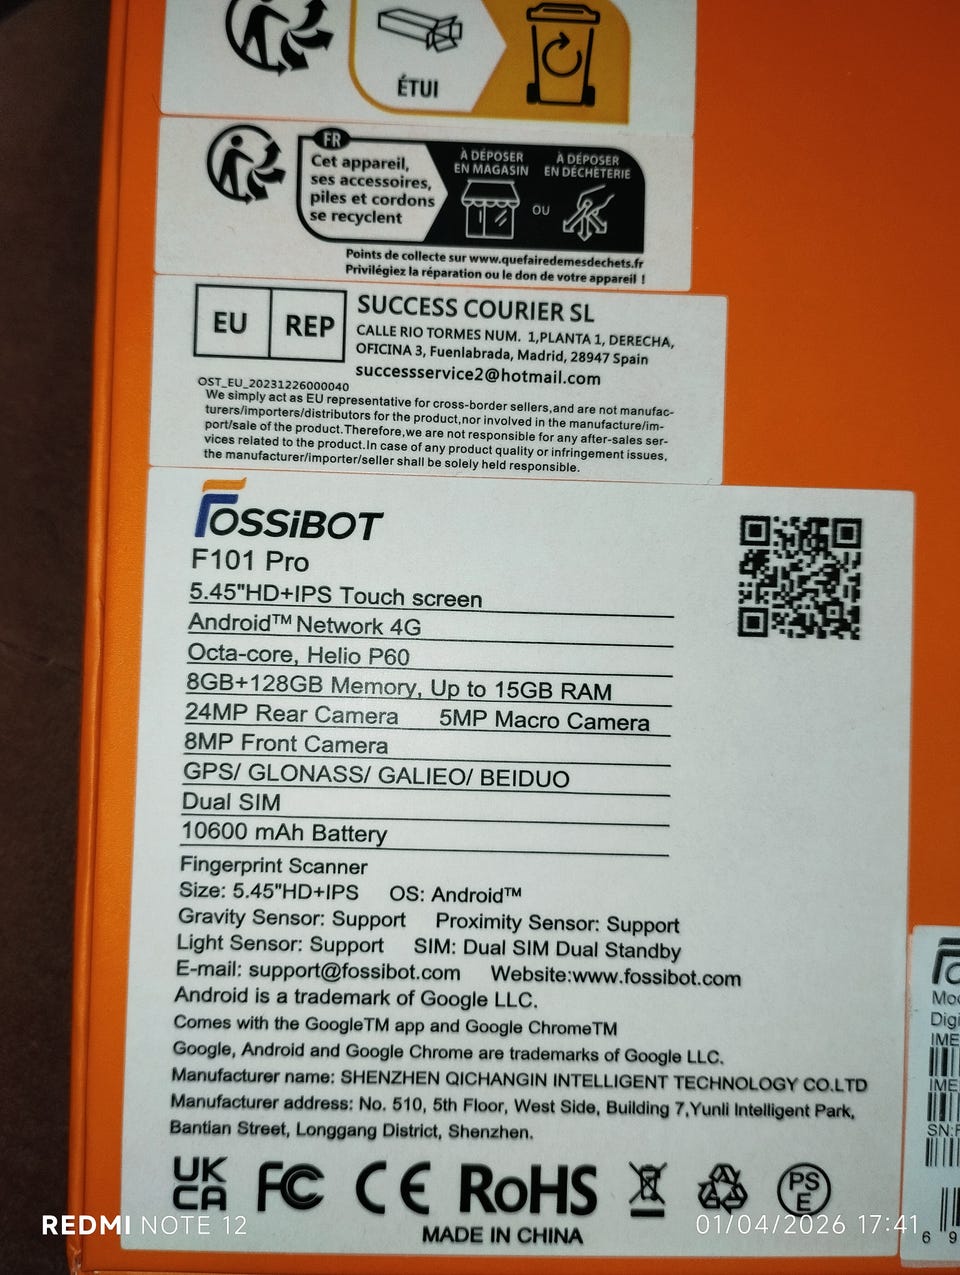 ÉTUI
FR
Cet appareil,
ses accessoires,
piles et cordons
se recyclent
À DÉPOSER
EN MAGASIN
OU
À DÉPOSER
EN DÉCHÈTERIE
Points de collecte sur www.quefairedemesdechets.fr
Privilégiez la réparation ou le don de votre appareil !
EU REP
SUCCESS COURIER SL
CALLE RIO TORMES NUM. 1,PLANTA 1, DERECHA,
OFICINA 3, Fuenlabrada, Madrid, 28947 Spain
successservice2@hotmail.com
OST_EU_20231226000040
We simply act as EU representative for cross-border sellers,and are not manufac-
turers/importers/distributors for the product,nor involved in the manufacture/im-
port/sale of the product.Therefore,we are not responsible for any after-sales ser-
vices related to the product.In case of any product quality or infringement issues,
the manufacturer/importer/seller shall be solely held responsible.
FOSSiBOT
F101 Pro
5.45"HD+IPS Touch screen
Android™ Network 4G
Octa-core, Helio P60
8GB+128GB Memory, Up to 15GB RAM
24MP Rear Camera 5MP Macro Camera
8MP Front Camera
GPS/ GLONASS/ GALIEO/ BEIDUO
Dual SIM
10600 mAh Battery
Fingerprint Scanner
Size: 5.45"HD+IPS OS: Android™
Gravity Sensor: Support Proximity Sensor: Support
Light Sensor: Support SIM: Dual SIM Dual Standby
E-mail: support@fossibot.com Website:www.fossibot.com
Android is a trademark of Google LLC.
Comes with the GoogleTM app and Google ChromeTM
Google, Android and Google Chrome are trademarks of Google LLC.
Manufacturer name: SHENZHEN QICHANGIN INTELLIGENT TECHNOLOGY CO.LTD
Manufacturer address: No. 510, 5th Floor, West Side, Building 7,Yunli Intelligent Park,
Bantian Street, Longgang District, Shenzhen.
UK
CA FC CE RoHS PS
E
MADE IN CHINA
IME
IME
SN:
6 9
REDMI NOTE 12
01/04/2026 17:41